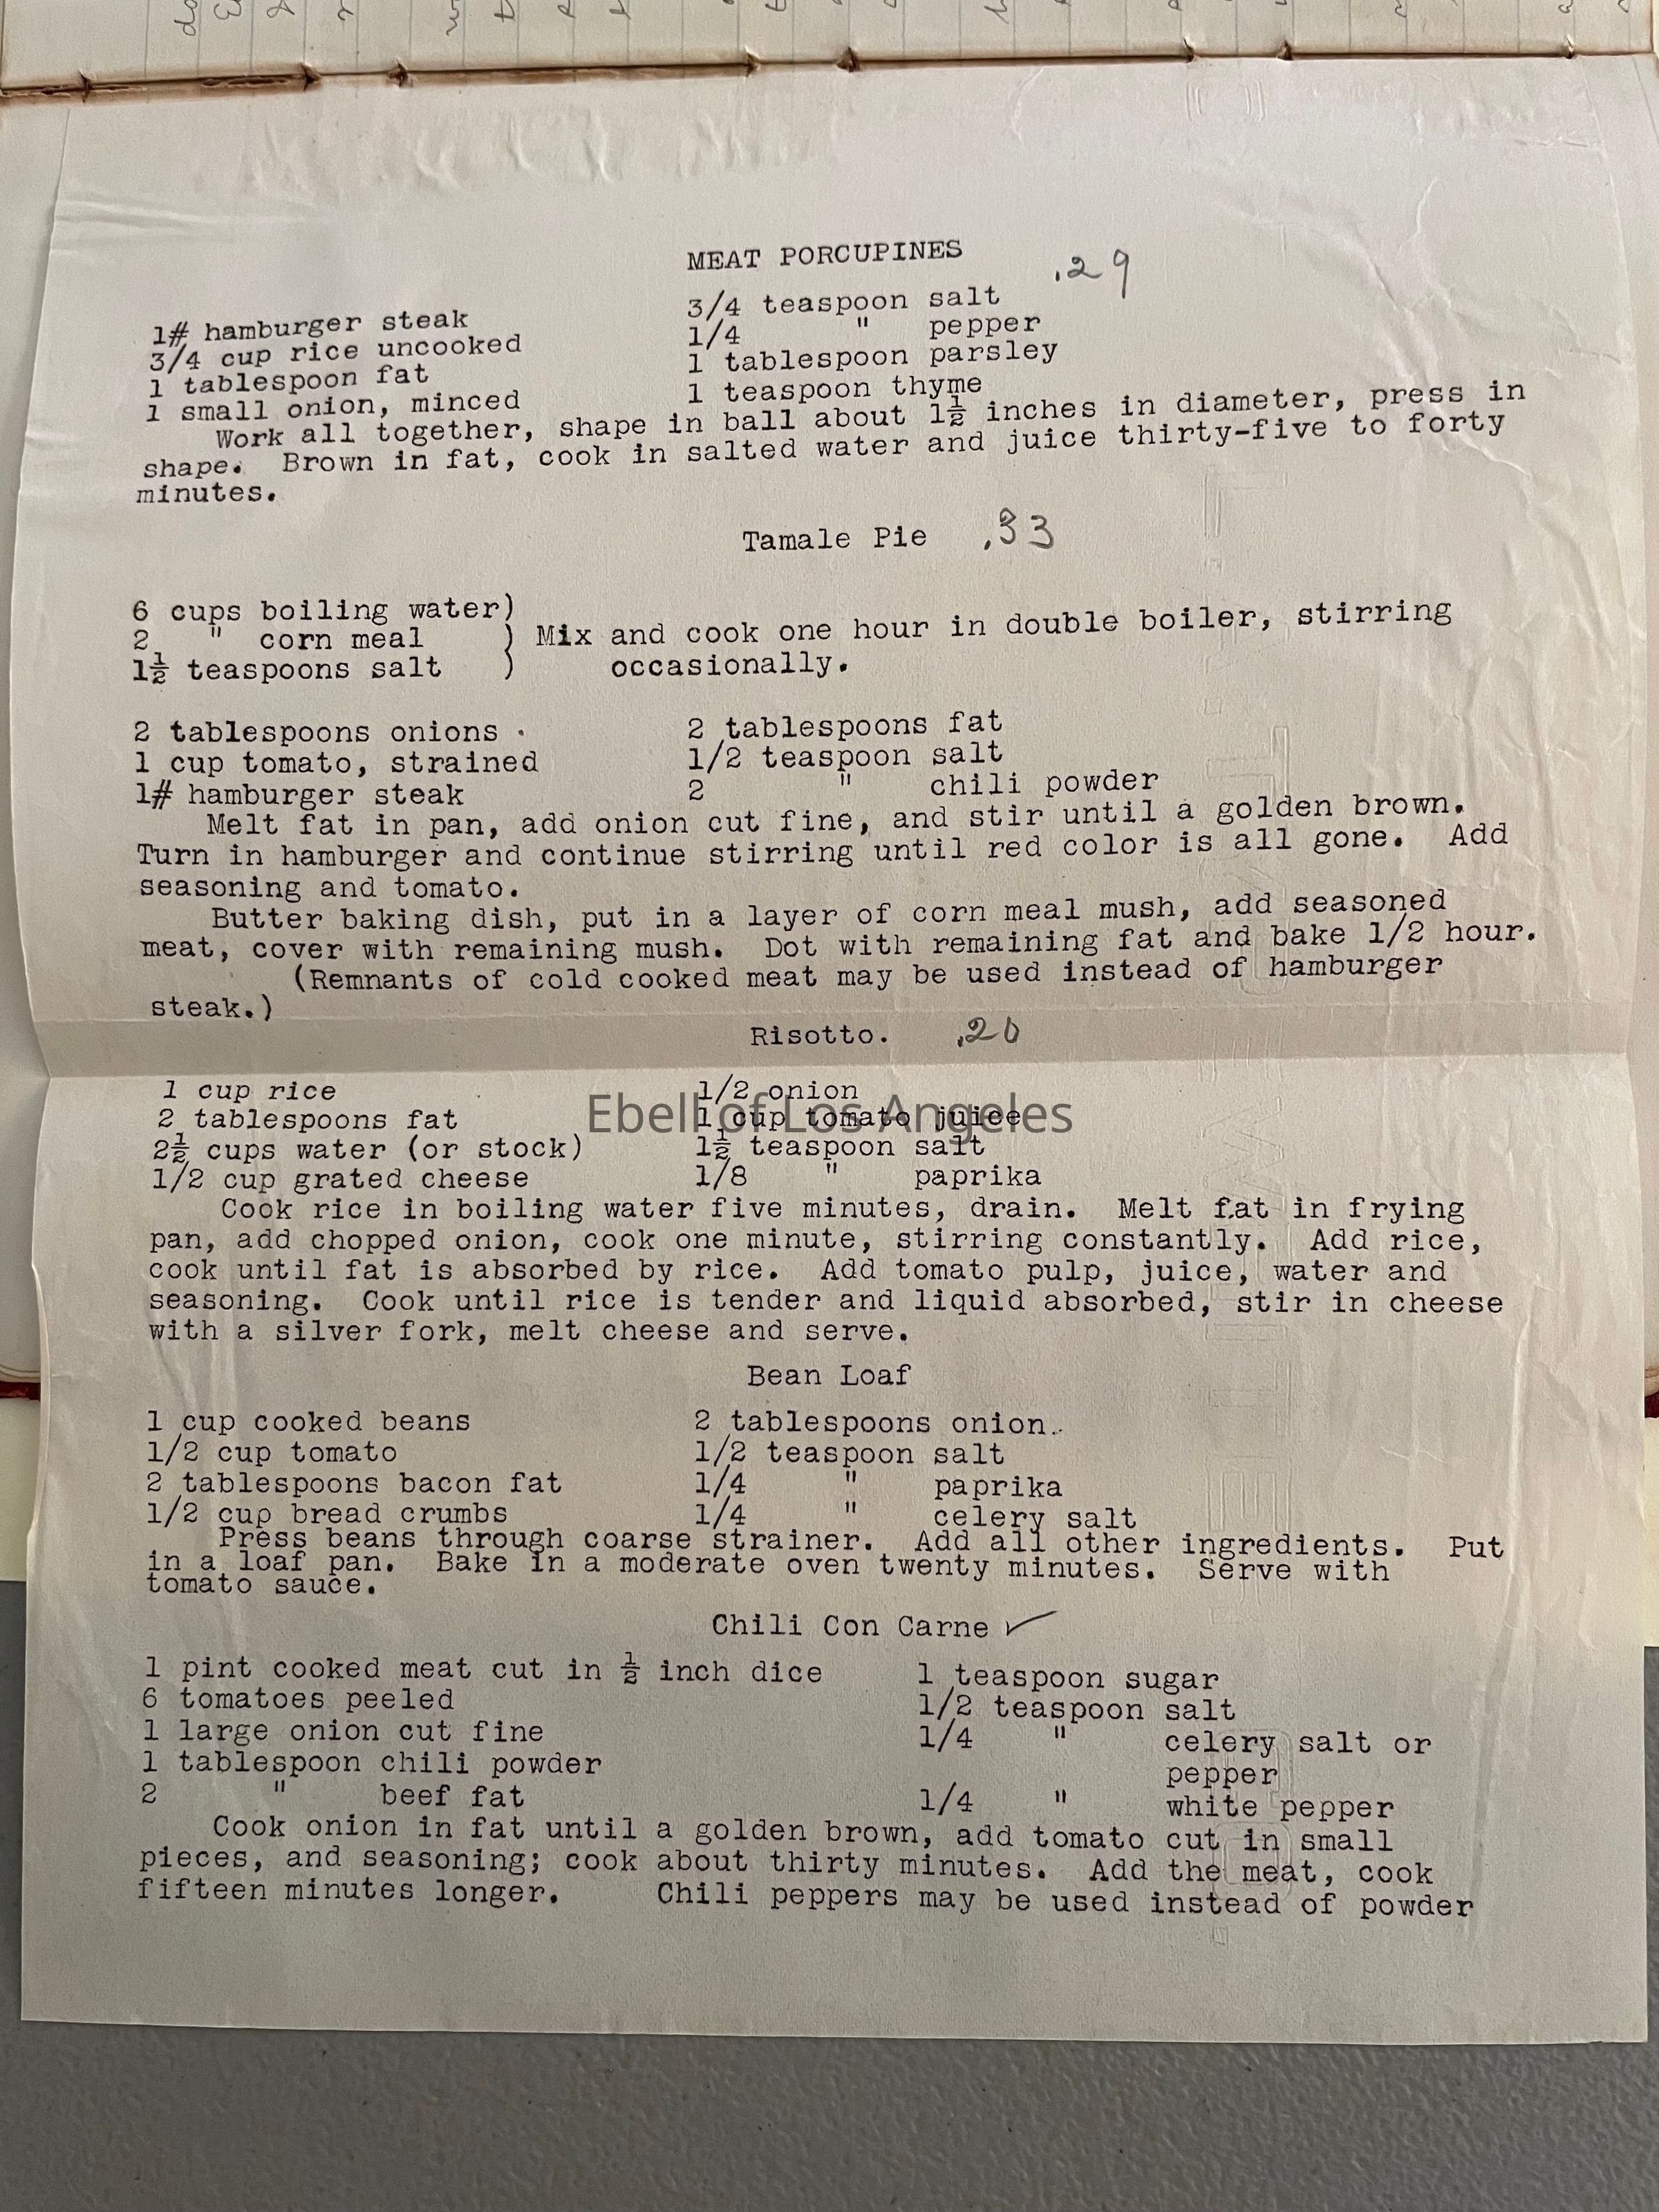 MEAT PORCUPINES .29
1# hamburger steak 3/4 teaspoon salt
3/4 cup rice uncooked 1/4 " pepper
1 tablespoon fat 1 tablespoon parsley
1 small onion, minced 1 teaspoon thyme
Work all together, shape in ball about 1½ inches in diameter, press in
shape. Brown in fat, cook in salted water and juice thirty-five to forty
minutes.
Tamale Pie .33
6 cups boiling water)
2 " corn meal ) Mix and cook one hour in double boiler, stirring
1½ teaspoons salt ) occasionally.
2 tablespoons onions 2 tablespoons fat
1 cup tomato, strained 1/2 teaspoon salt
1# hamburger steak 2 " chili powder
Melt fat in pan, add onion cut fine, and stir until a golden brown.
Turn in hamburger and continue stirring until red color is all gone. Add
seasoning and tomato.
Butter baking dish, put in a layer of corn meal mush, add seasoned
meat, cover with remaining mush. Dot with remaining fat and bake 1/2 hour.
(Remnants of cold cooked meat may be used instead of hamburger
steak.)
Risotto. .20
1 cup rice 1/2 onion
Ebell of Los Angeles
2 tablespoons fat 1 cup tomato juice
2½ cups water (or stock) 1½ teaspoon salt
1/2 cup grated cheese 1/8 " paprika
Cook rice in boiling water five minutes, drain. Melt fat in frying
pan, add chopped onion, cook one minute, stirring constantly. Add rice,
cook until fat is absorbed by rice. Add tomato pulp, juice, water and
seasoning. Cook until rice is tender and liquid absorbed, stir in cheese
with a silver fork, melt cheese and serve.
Bean Loaf
1 cup cooked beans 2 tablespoons onion.
1/2 cup tomato 1/2 teaspoon salt
2 tablespoons bacon fat 1/4 " paprika
1/2 cup bread crumbs 1/4 " celery salt
Press beans through coarse strainer. Add all other ingredients. Put
in a loaf pan. Bake in a moderate oven twenty minutes. Serve with
tomato sauce.
Chili Con Carne ✓
1 pint cooked meat cut in ½ inch dice 1 teaspoon sugar
6 tomatoes peeled 1/2 teaspoon salt
1 large onion cut fine 1/4 " celery salt or
1 tablespoon chili powder pepper
2 " beef fat 1/4 " white pepper
Cook onion in fat until a golden brown, add tomato cut in small
pieces, and seasoning; cook about thirty minutes. Add the meat, cook
fifteen minutes longer. Chili peppers may be used instead of powder